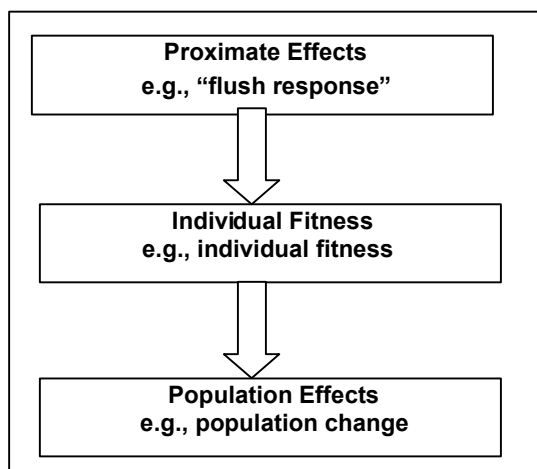 Proximate Effects
e.g., “flush response”
Individual Fitness
e.g., individual fitness
Population Effects
e.g., population change